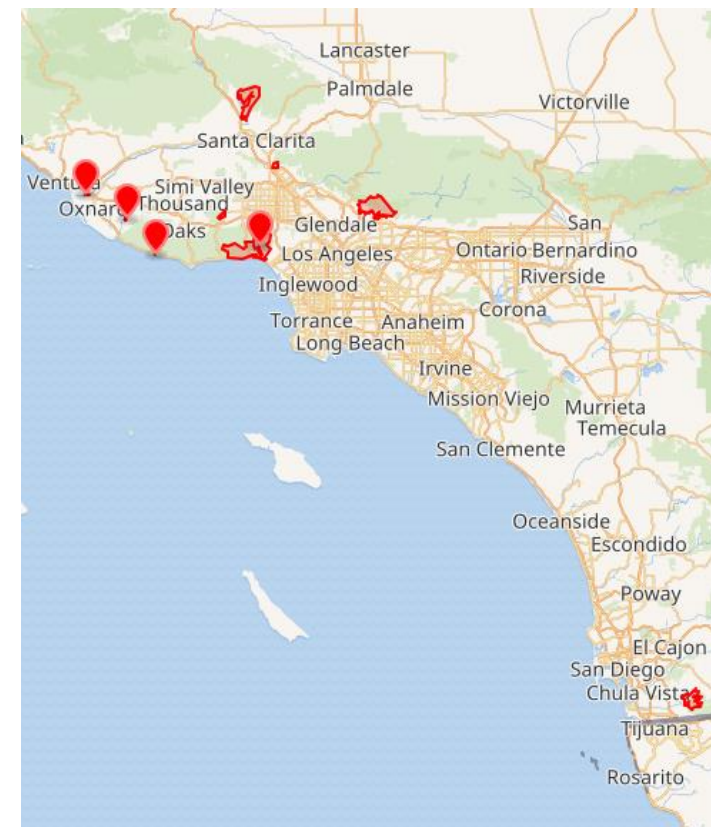 Lancaster
Palmdale
Victorville
Santa Clarita
Simi Valley
Ventura
Thousand
Oxnard
Oaks
Glendale
San
Los Angeles
Ontario Bernardino
Inglewood
Riverside
Corona
Torrance
Anaheim
Long Beach
Irvine
Mission Viejo
Murrieta
Temecula
San Clemente
Oceanside
Escondido
Poway
El Cajon
San Diego
Chula Vista
Tijuana
Rosarito